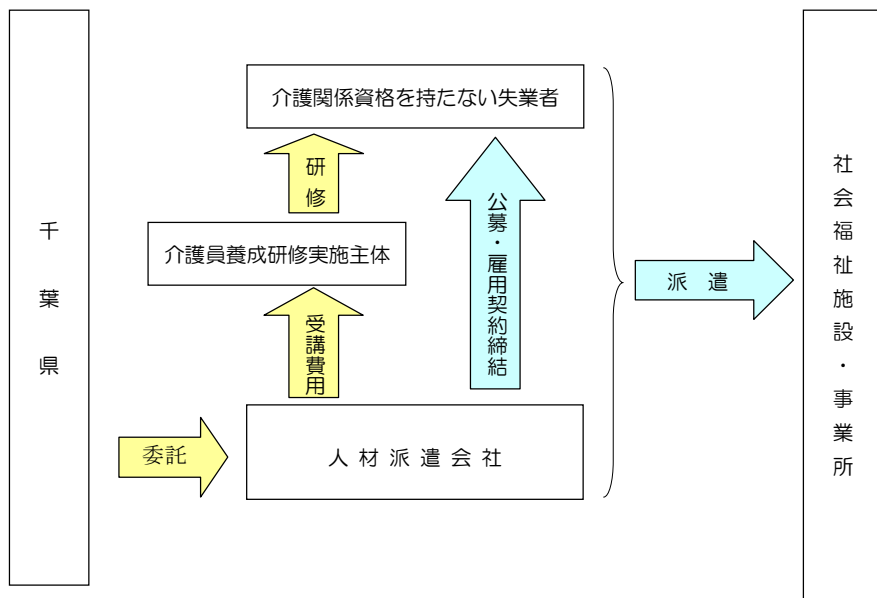 千葉県
介護関係資格を持たない失業者
研修
公募・雇用契約締結
介護員養成研修実施主体
受講費用
委託
人材派遣会社
派遣
社会福祉施設・事業所